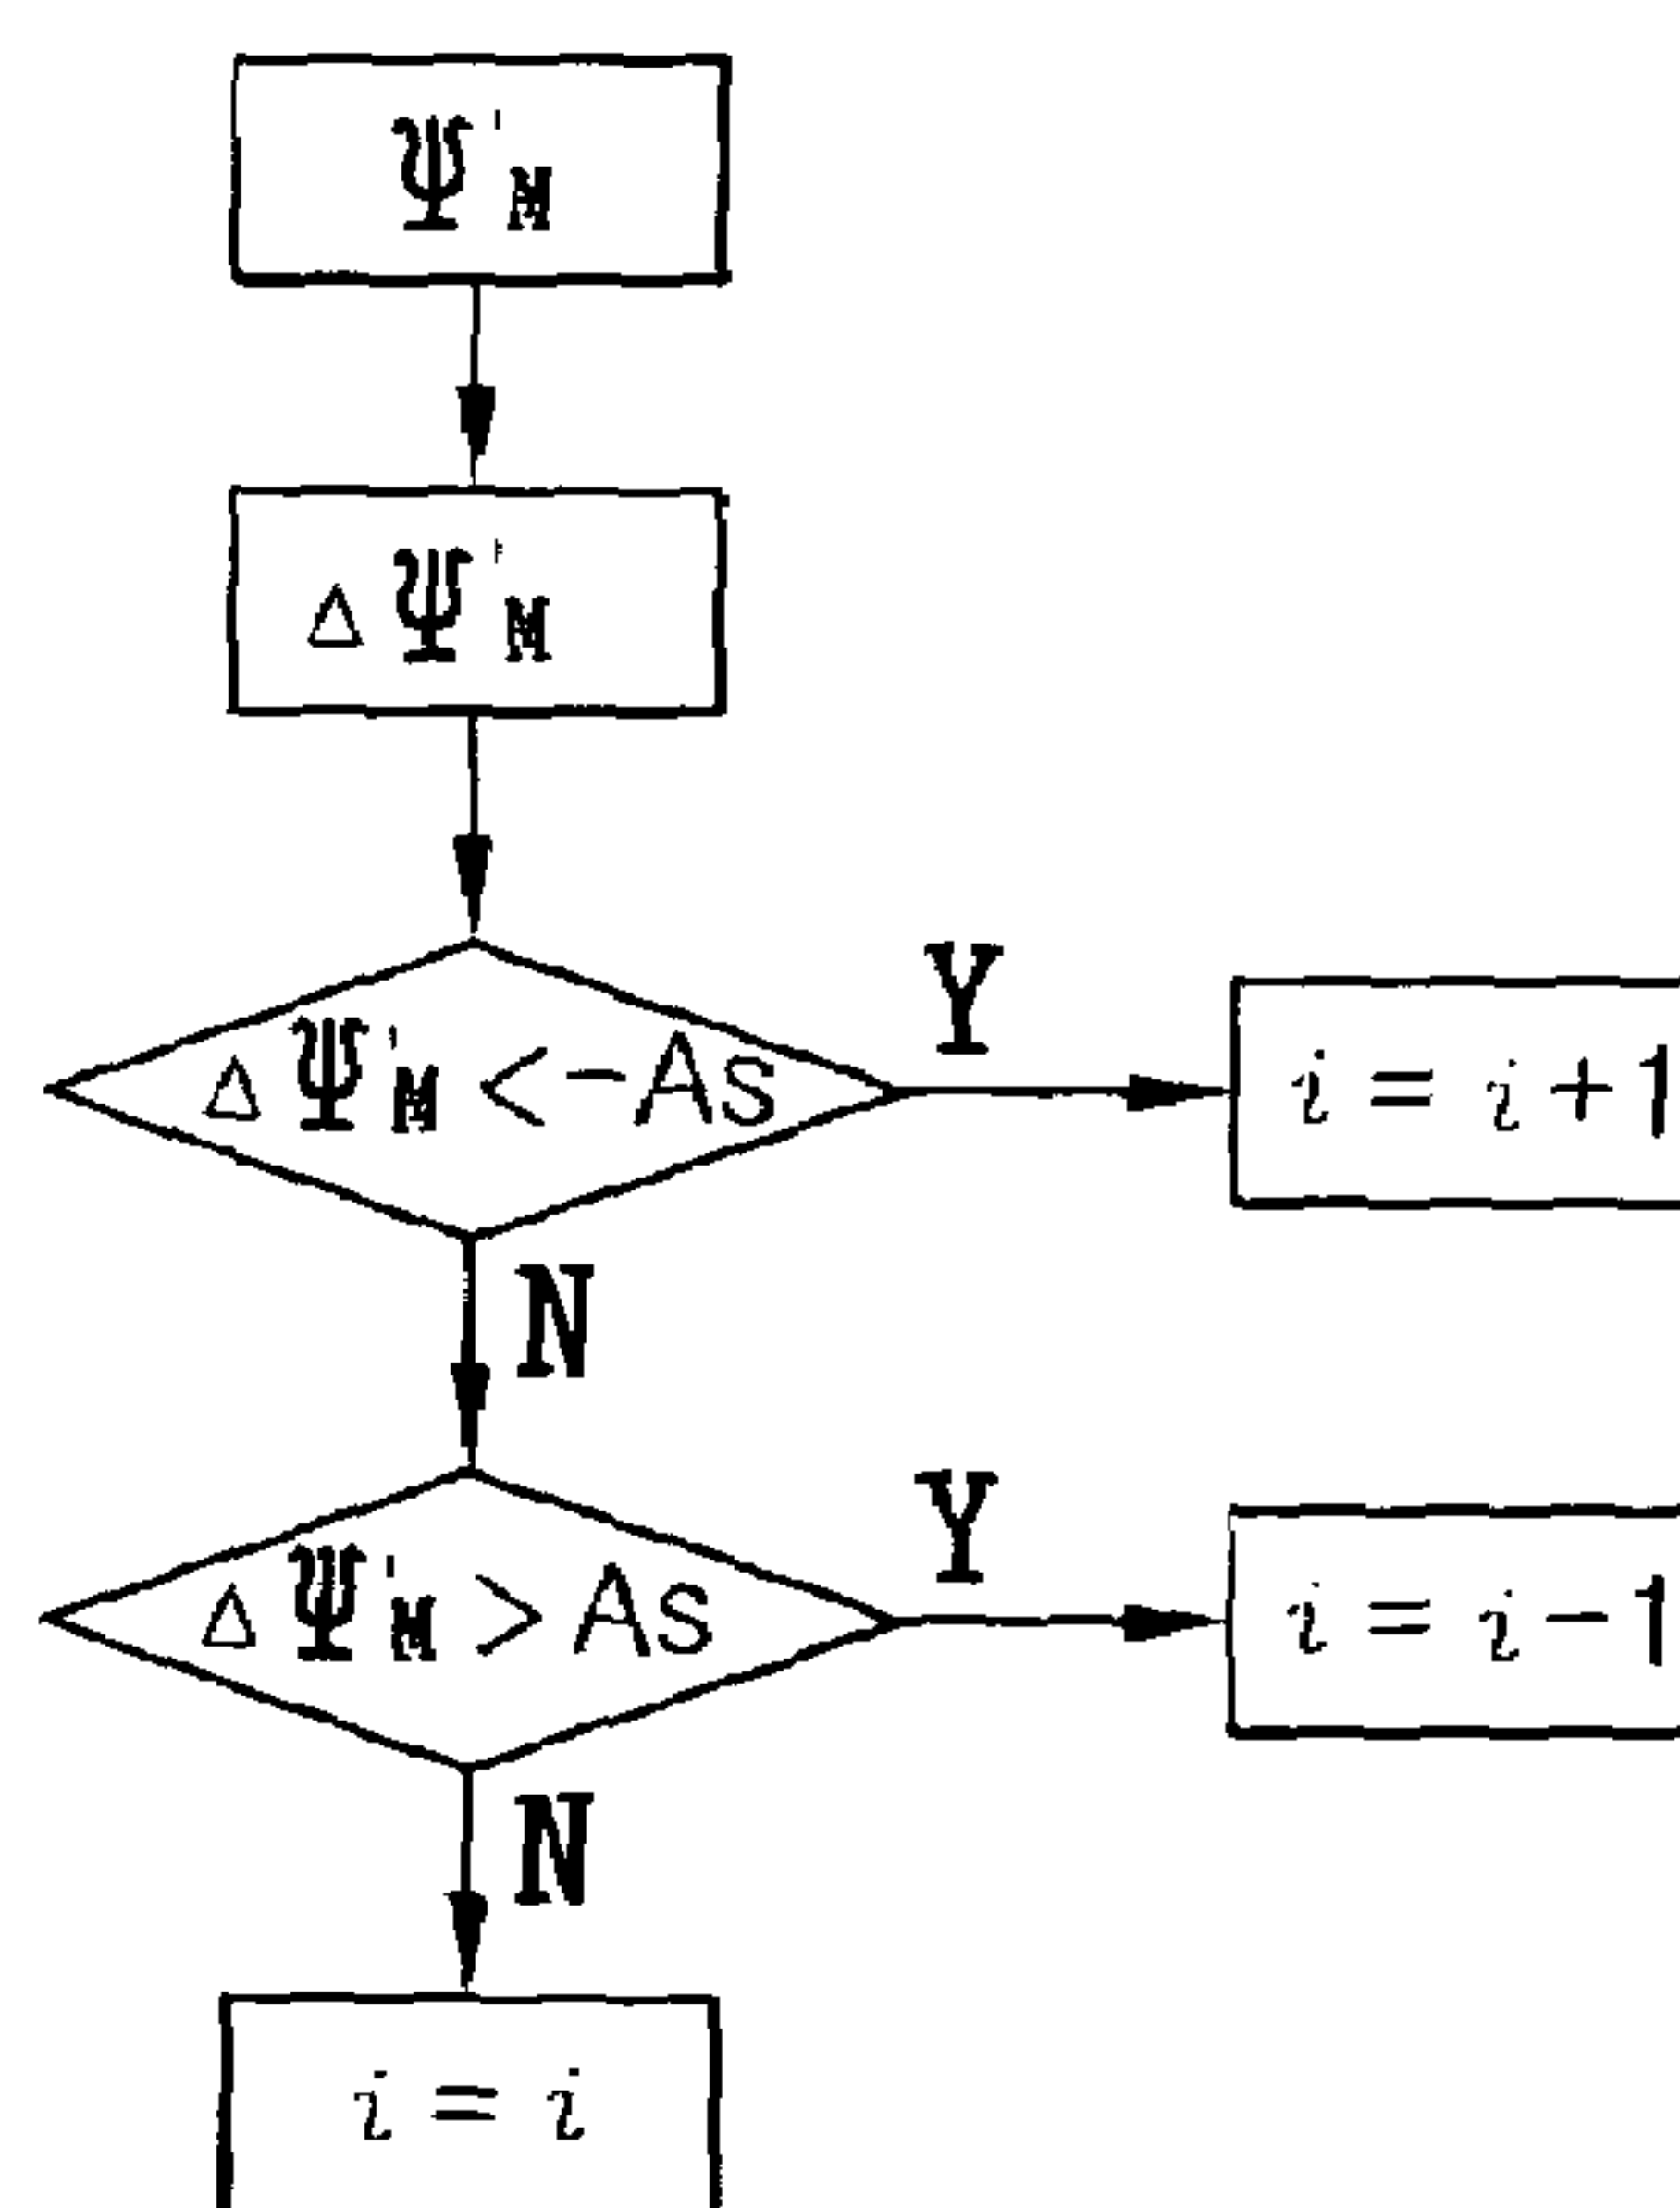 Ψ'M
ΔΨ'M
ΔΨ'M < -AS
Y
i = i + 1
N
ΔΨ'M > AS
Y
i = i - 1
N
i = i